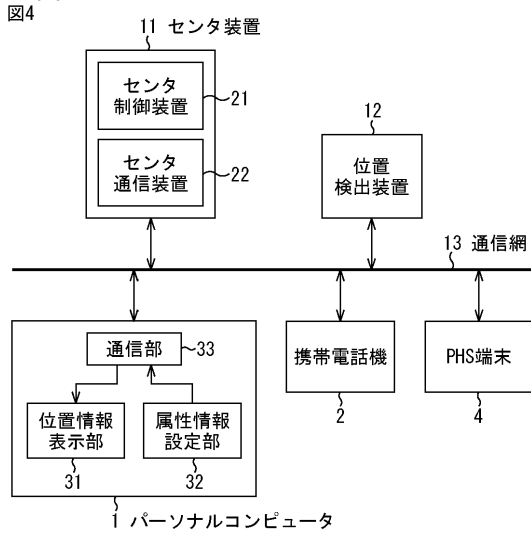 図4
11 センタ装置
センタ
制御装置
21
センタ
通信装置
22
12
位置
検出装置
13 通信網
通信部
33
位置情報
表示部
31
属性情報
設定部
32
1 パーソナルコンピュータ
携帯電話機
2
PHS端末
4